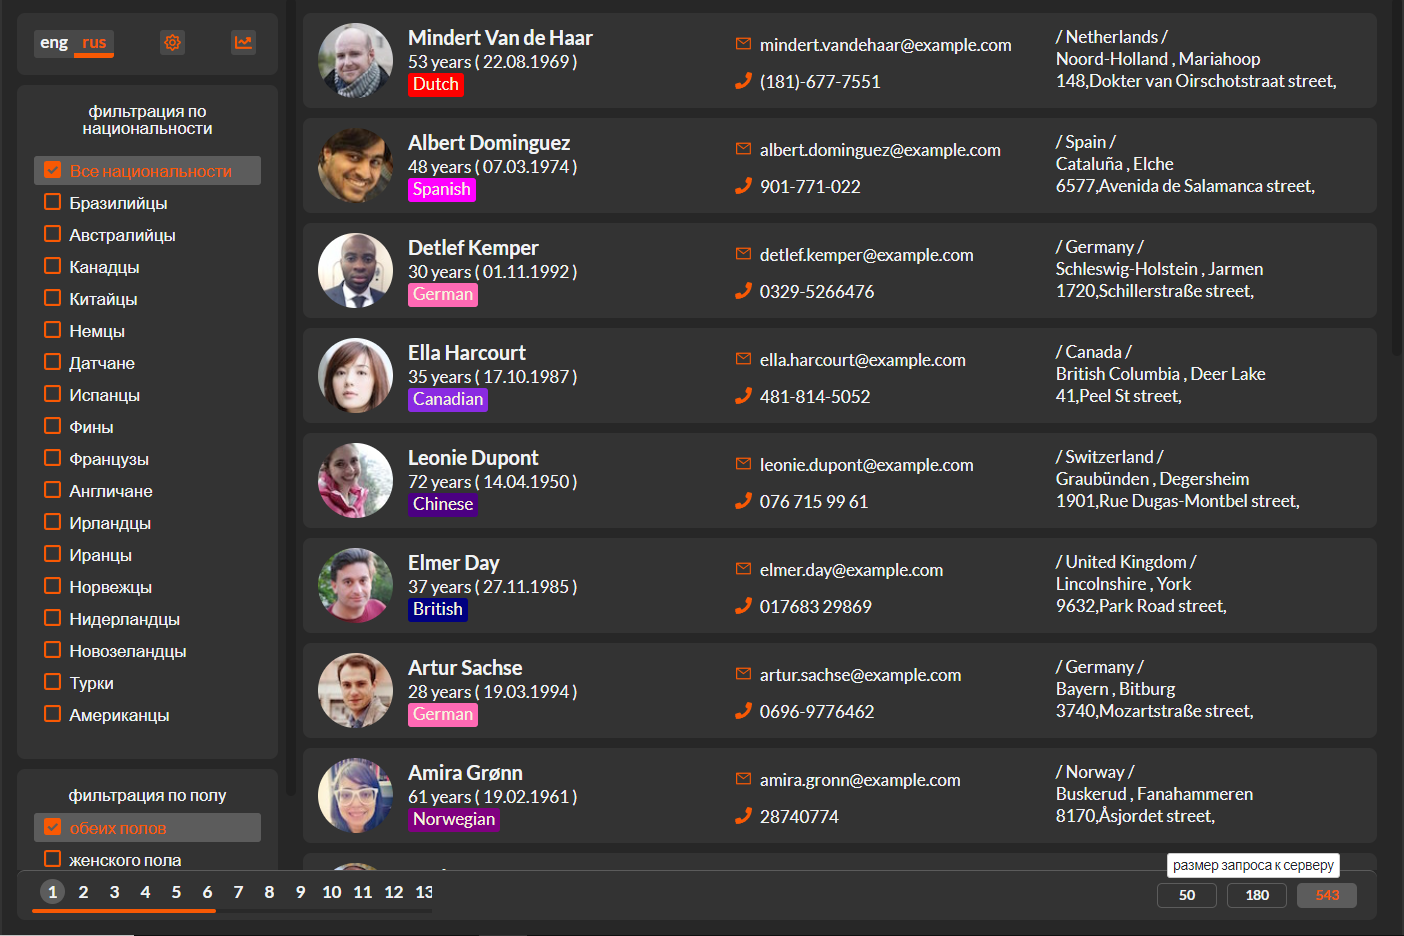 eng rus
фильтрация по
национальности
Все национальности
Бразилийцы
Австралийцы
Канадцы
Китайцы
Немцы
Датчане
Испанцы
Фины
Французы
Англичане
Ирландцы
Иранцы
Норвежцы
Нидерландцы
Новозеландцы
Турки
Американцы
фильтрация по полу
обеих полов
женского пола
Mindert Van de Haar
53 years ( 22.08.1969 )
Dutch
mindert.vandehaar@example.com
(181)-677-7551
/ Netherlands /
Noord-Holland , Mariahoop
148,Dokter van Oirschotstraat street,
Albert Dominguez
48 years ( 07.03.1974 )
Spanish
albert.dominguez@example.com
901-771-022
/ Spain /
Cataluña , Elche
6577,Avenida de Salamanca street,
Detlef Kemper
30 years ( 01.11.1992 )
German
detlef.kemper@example.com
0329-5266476
/ Germany /
Schleswig-Holstein , Jarmen
1720,Schillerstraße street,
Ella Harcourt
35 years ( 17.10.1987 )
Canadian
ella.harcourt@example.com
481-814-5052
/ Canada /
British Columbia , Deer Lake
41,Peel St street,
Leonie Dupont
72 years ( 14.04.1950 )
Chinese
leonie.dupont@example.com
076 715 99 61
/ Switzerland /
Graubünden , Degersheim
1901,Rue Dugas-Montbel street,
Elmer Day
37 years ( 27.11.1985 )
British
elmer.day@example.com
017683 29869
/ United Kingdom /
Lincolnshire , York
9632,Park Road street,
Artur Sachse
28 years ( 19.03.1994 )
German
artur.sachse@example.com
0696-9776462
/ Germany /
Bayern , Bitburg
3740,Mozartstraße street,
Amira Grønn
61 years ( 19.02.1961 )
Norwegian
amira.gronn@example.com
28740774
/ Norway /
Buskerud , Fanahammeren
8170,Åsjordet street,
размер запроса к серверу
1 2 3 4 5 6 7 8 9 10 11 12 13
50 180 543